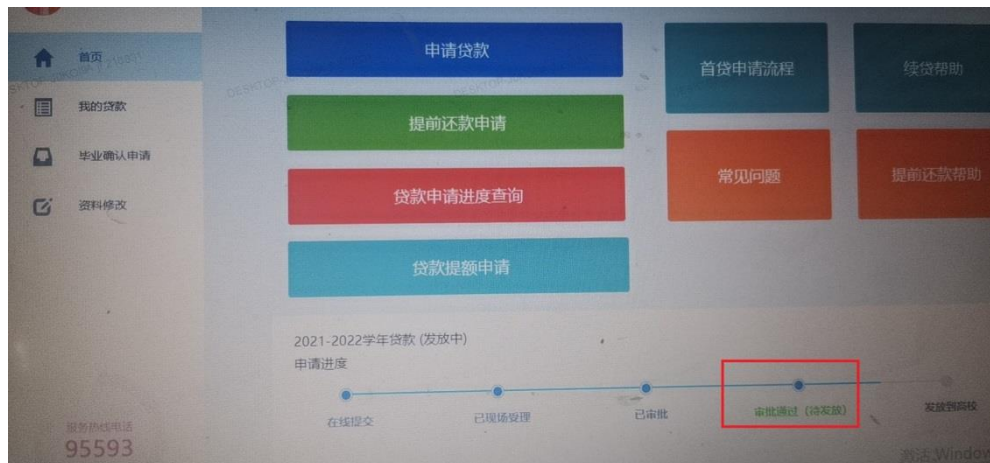 首页
我的贷款
毕业确认申请
资料修改
服务热线电话
95593
申请贷款
提前还款申请
贷款申请进度查询
贷款提额申请
首贷申请流程
续贷帮助
常见问题
提前还款帮助
2021-2022学年贷款 (发放中)
申请进度
在线提交
已现场受理
已审批
审批通过（待发放）
发放到高校
激活 Window